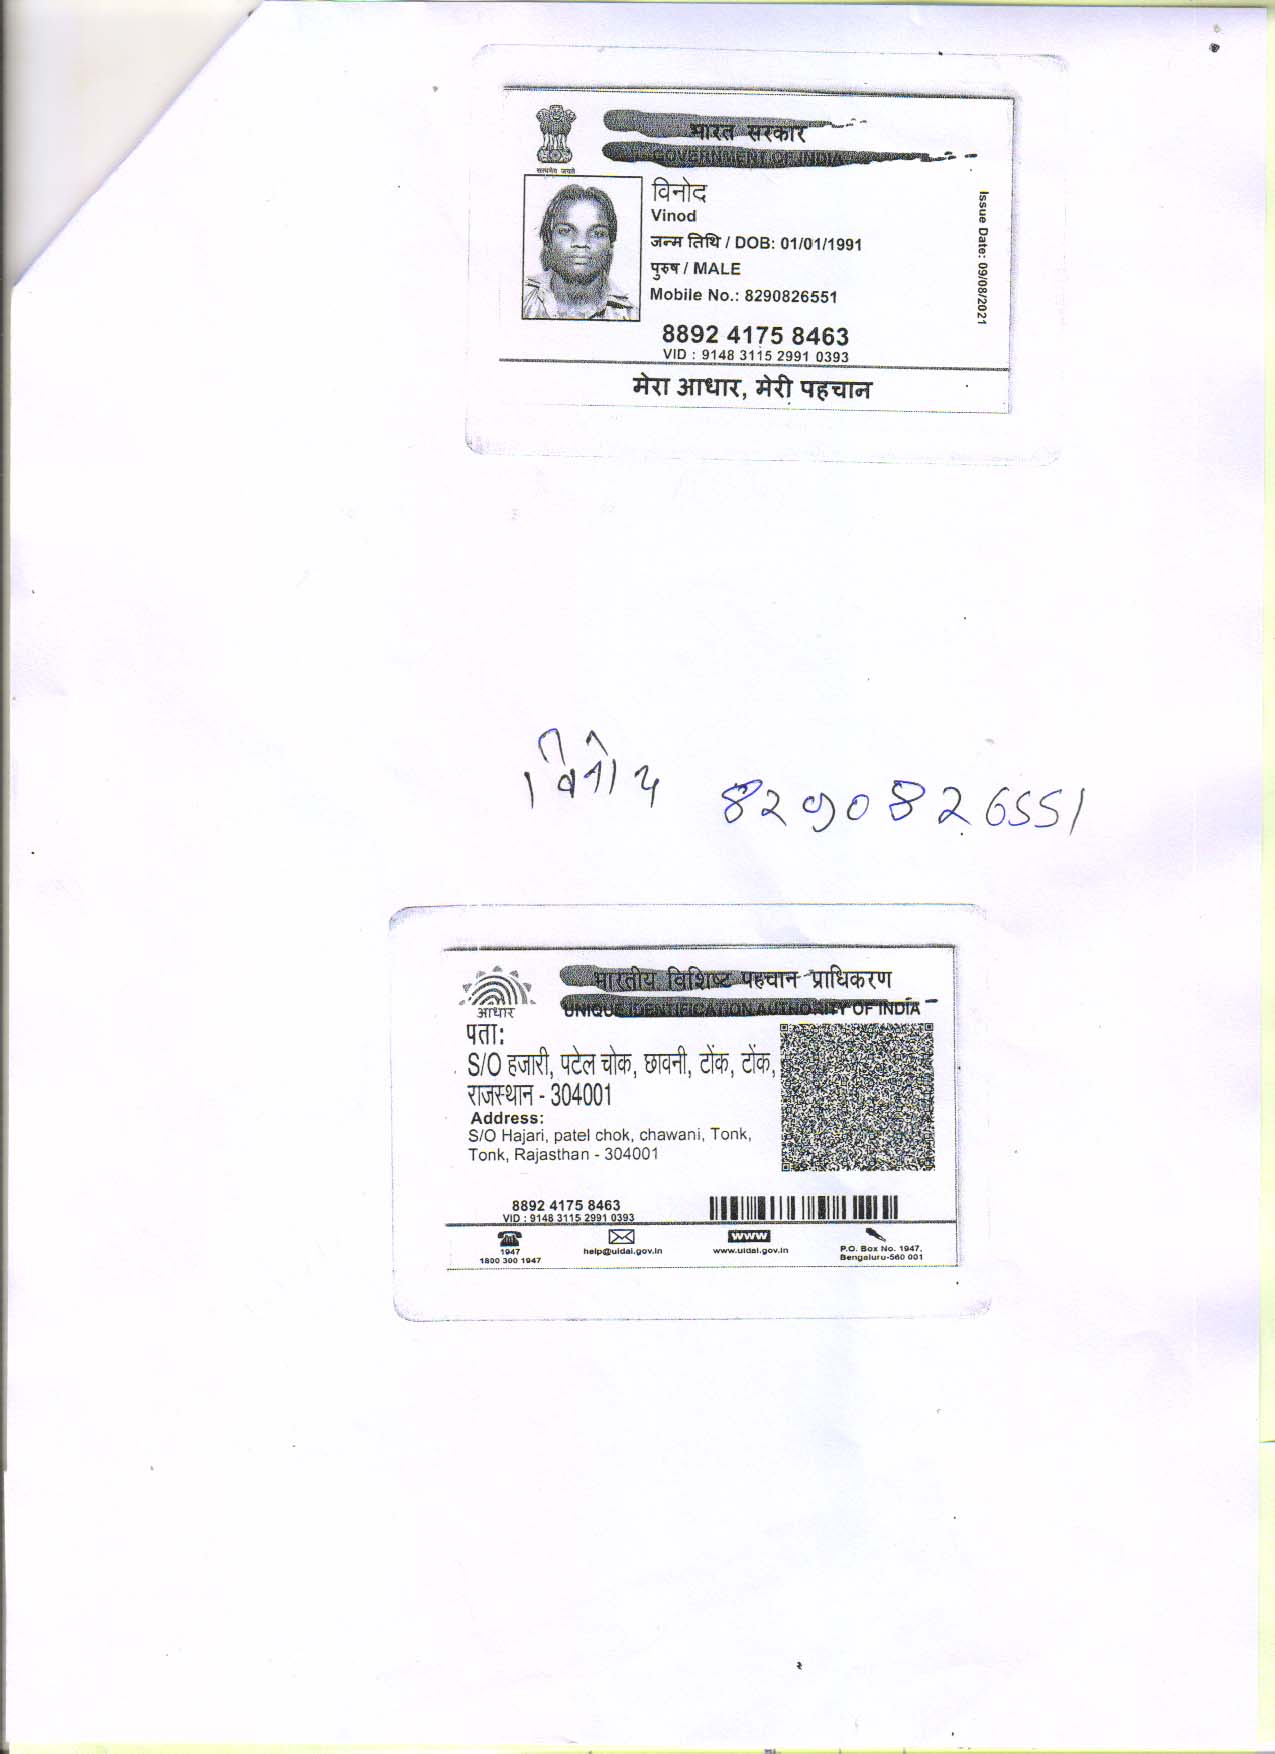 भारत सरकार
GOVERNMENT OF INDIA
सत्यमेव जयते
विनोद
Vinod
जन्म तिथि / DOB: 01/01/1991
पुरुष / MALE
Mobile No.: 8290826551
Issue Date: 09/08/2021
8892 4175 8463
VID : 9148 3115 2991 0393
मेरा आधार, मेरी पहचान
विनोद 8290826551
भारतीय विशिष्ट पहचान प्राधिकरण
UNIQUE IDENTIFICATION AUTHORITY OF INDIA
आधार
पता:
S/O हजारी, पटेल चोक, छावनी, टोंक, टोंक,
राजस्थान - 304001
Address:
S/O Hajari, patel chok, chawani, Tonk,
Tonk, Rajasthan - 304001
8892 4175 8463
VID : 9148 3115 2991 0393
1947
1800 300 1947
help@uidai.gov.in
www
www.uidai.gov.in
P.O. Box No. 1947,
Bengaluru-560 001